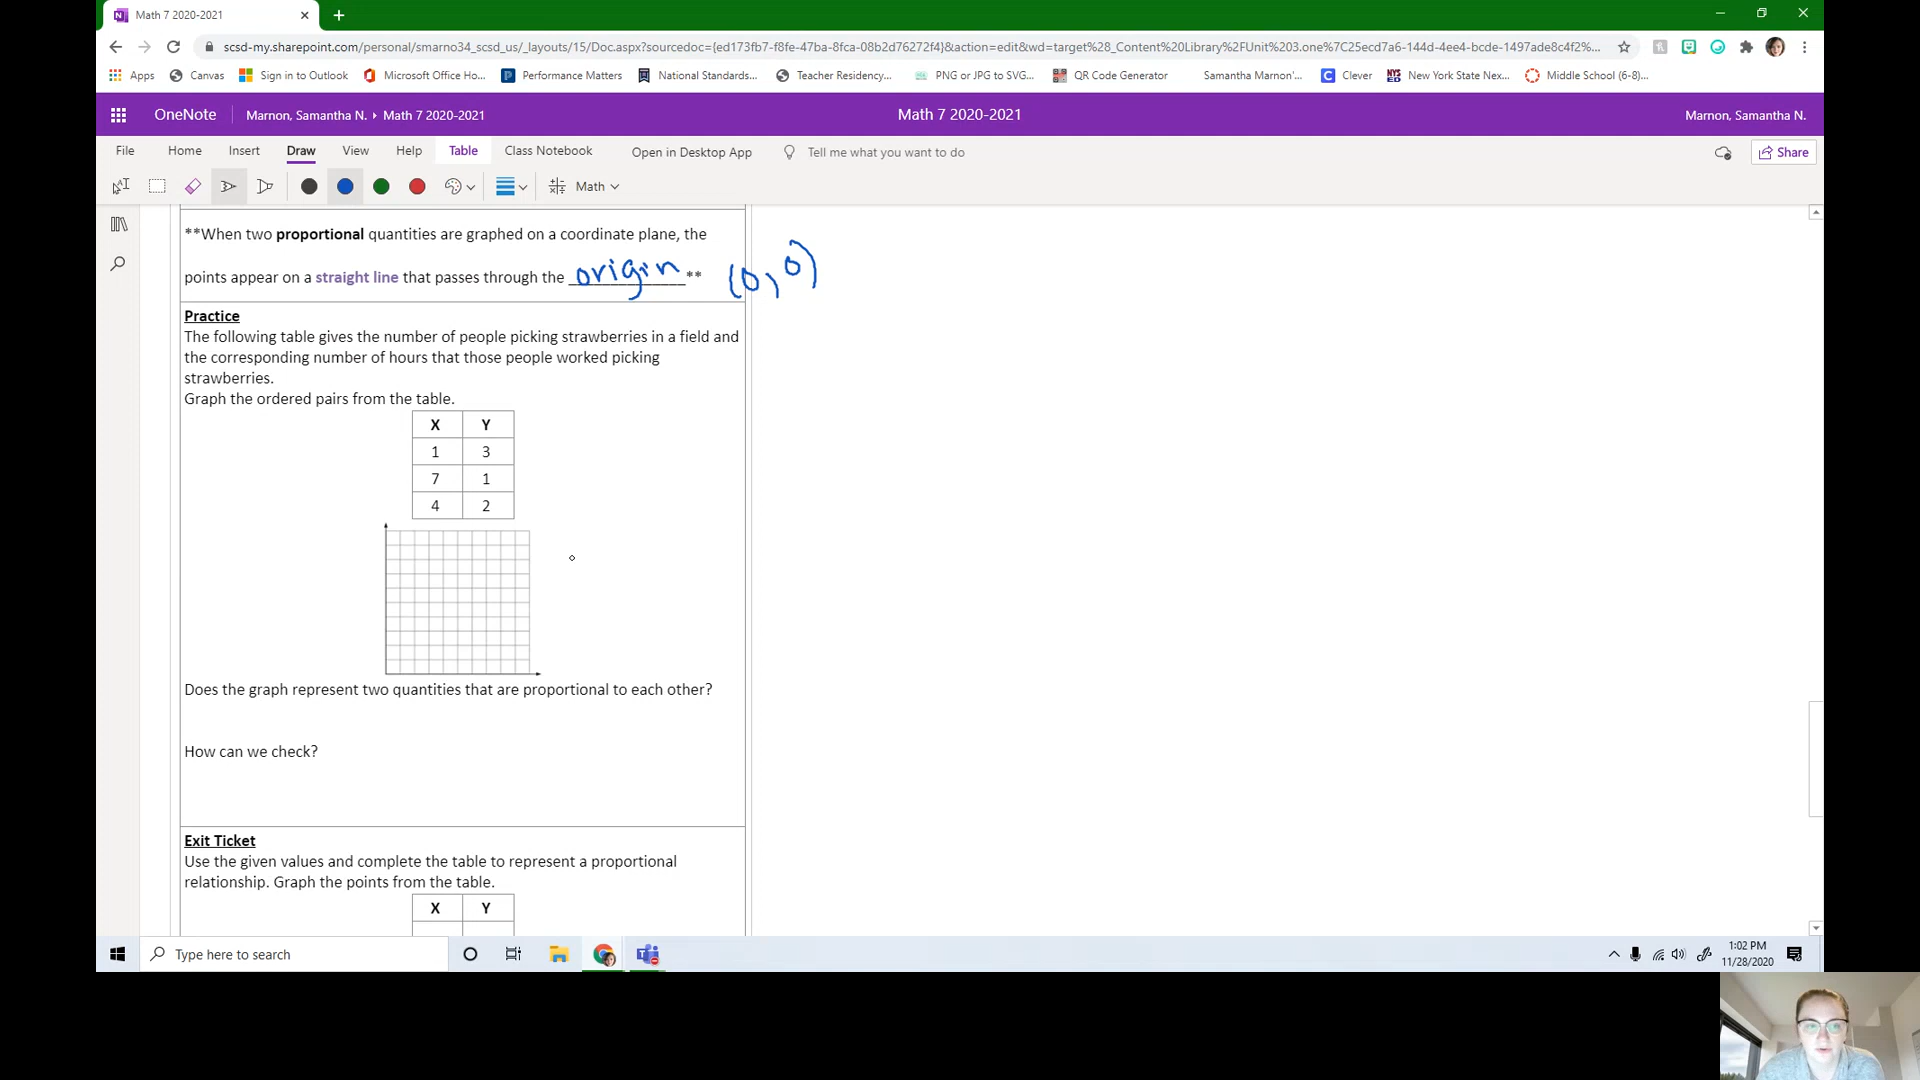 Math 7 2020-2021
scsd-my.sharepoint.com/personal/smarno34_scsd_us/_layouts/15/Doc.aspx?sourcedoc={ed173fb7-f8fe-47ba-8fca-08b2d76272f4}&action=edit&wd=target%28_Content%20Library%2FUnit%203.one%7C25ecd7a6-144d-4ee4-bcde-1497ade8c4f2%...
Apps Canvas Sign in to Outlook Microsoft Office Ho... Performance Matters National Standards... Teacher Residency,... PNG or JPG to SVG... QR Code Generator Samantha Marnon'... Clever New York State Nex... Middle School (6-8)...
OneNote Marnon, Samantha N. Math 7 2020-2021 Math 7 2020-2021 Marnon, Samantha N.
File Home Insert Draw View Help Table Class Notebook Open in Desktop App Tell me what you want to do Share
Math
**When two proportional quantities are graphed on a coordinate plane, the
points appear on a straight line that passes through the origin ** (0,0)
Practice
The following table gives the number of people picking strawberries in a field and
the corresponding number of hours that those people worked picking
strawberries.
Graph the ordered pairs from the table.
X Y
1 3
7 1
4 2
Does the graph represent two quantities that are proportional to each other?
How can we check?
Exit Ticket
Use the given values and complete the table to represent a proportional
relationship. Graph the points from the table.
X Y
Type here to search
1:02 PM
11/28/2020